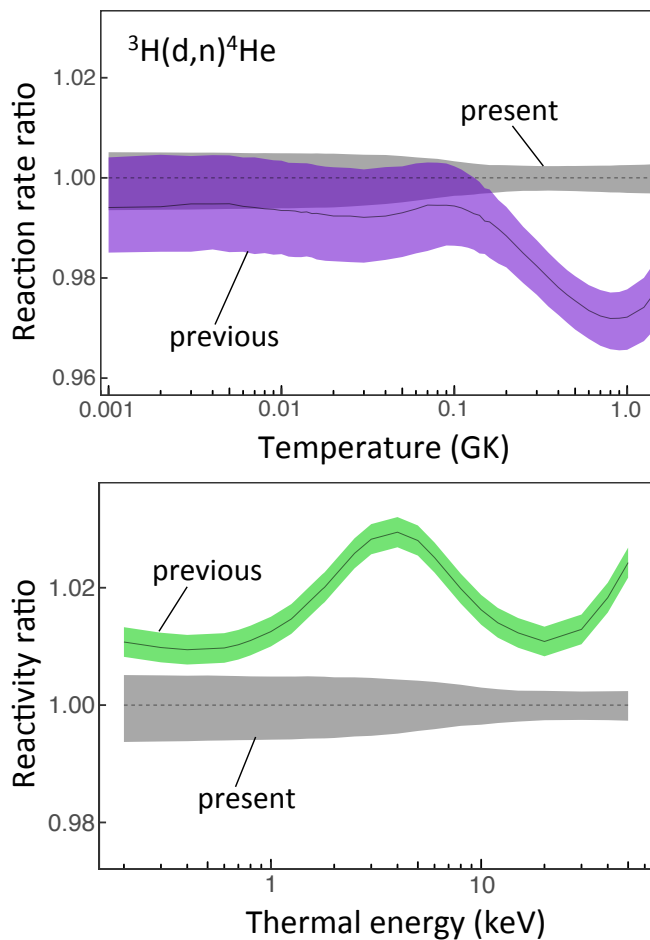 ³H(d,n)⁴He
Reaction rate ratio
1.02
1.00
0.98
0.96
present
previous
0.001
0.01
0.1
1.0
Temperature (GK)
Reactivity ratio
1.02
1.00
0.98
previous
present
1
10
Thermal energy (keV)